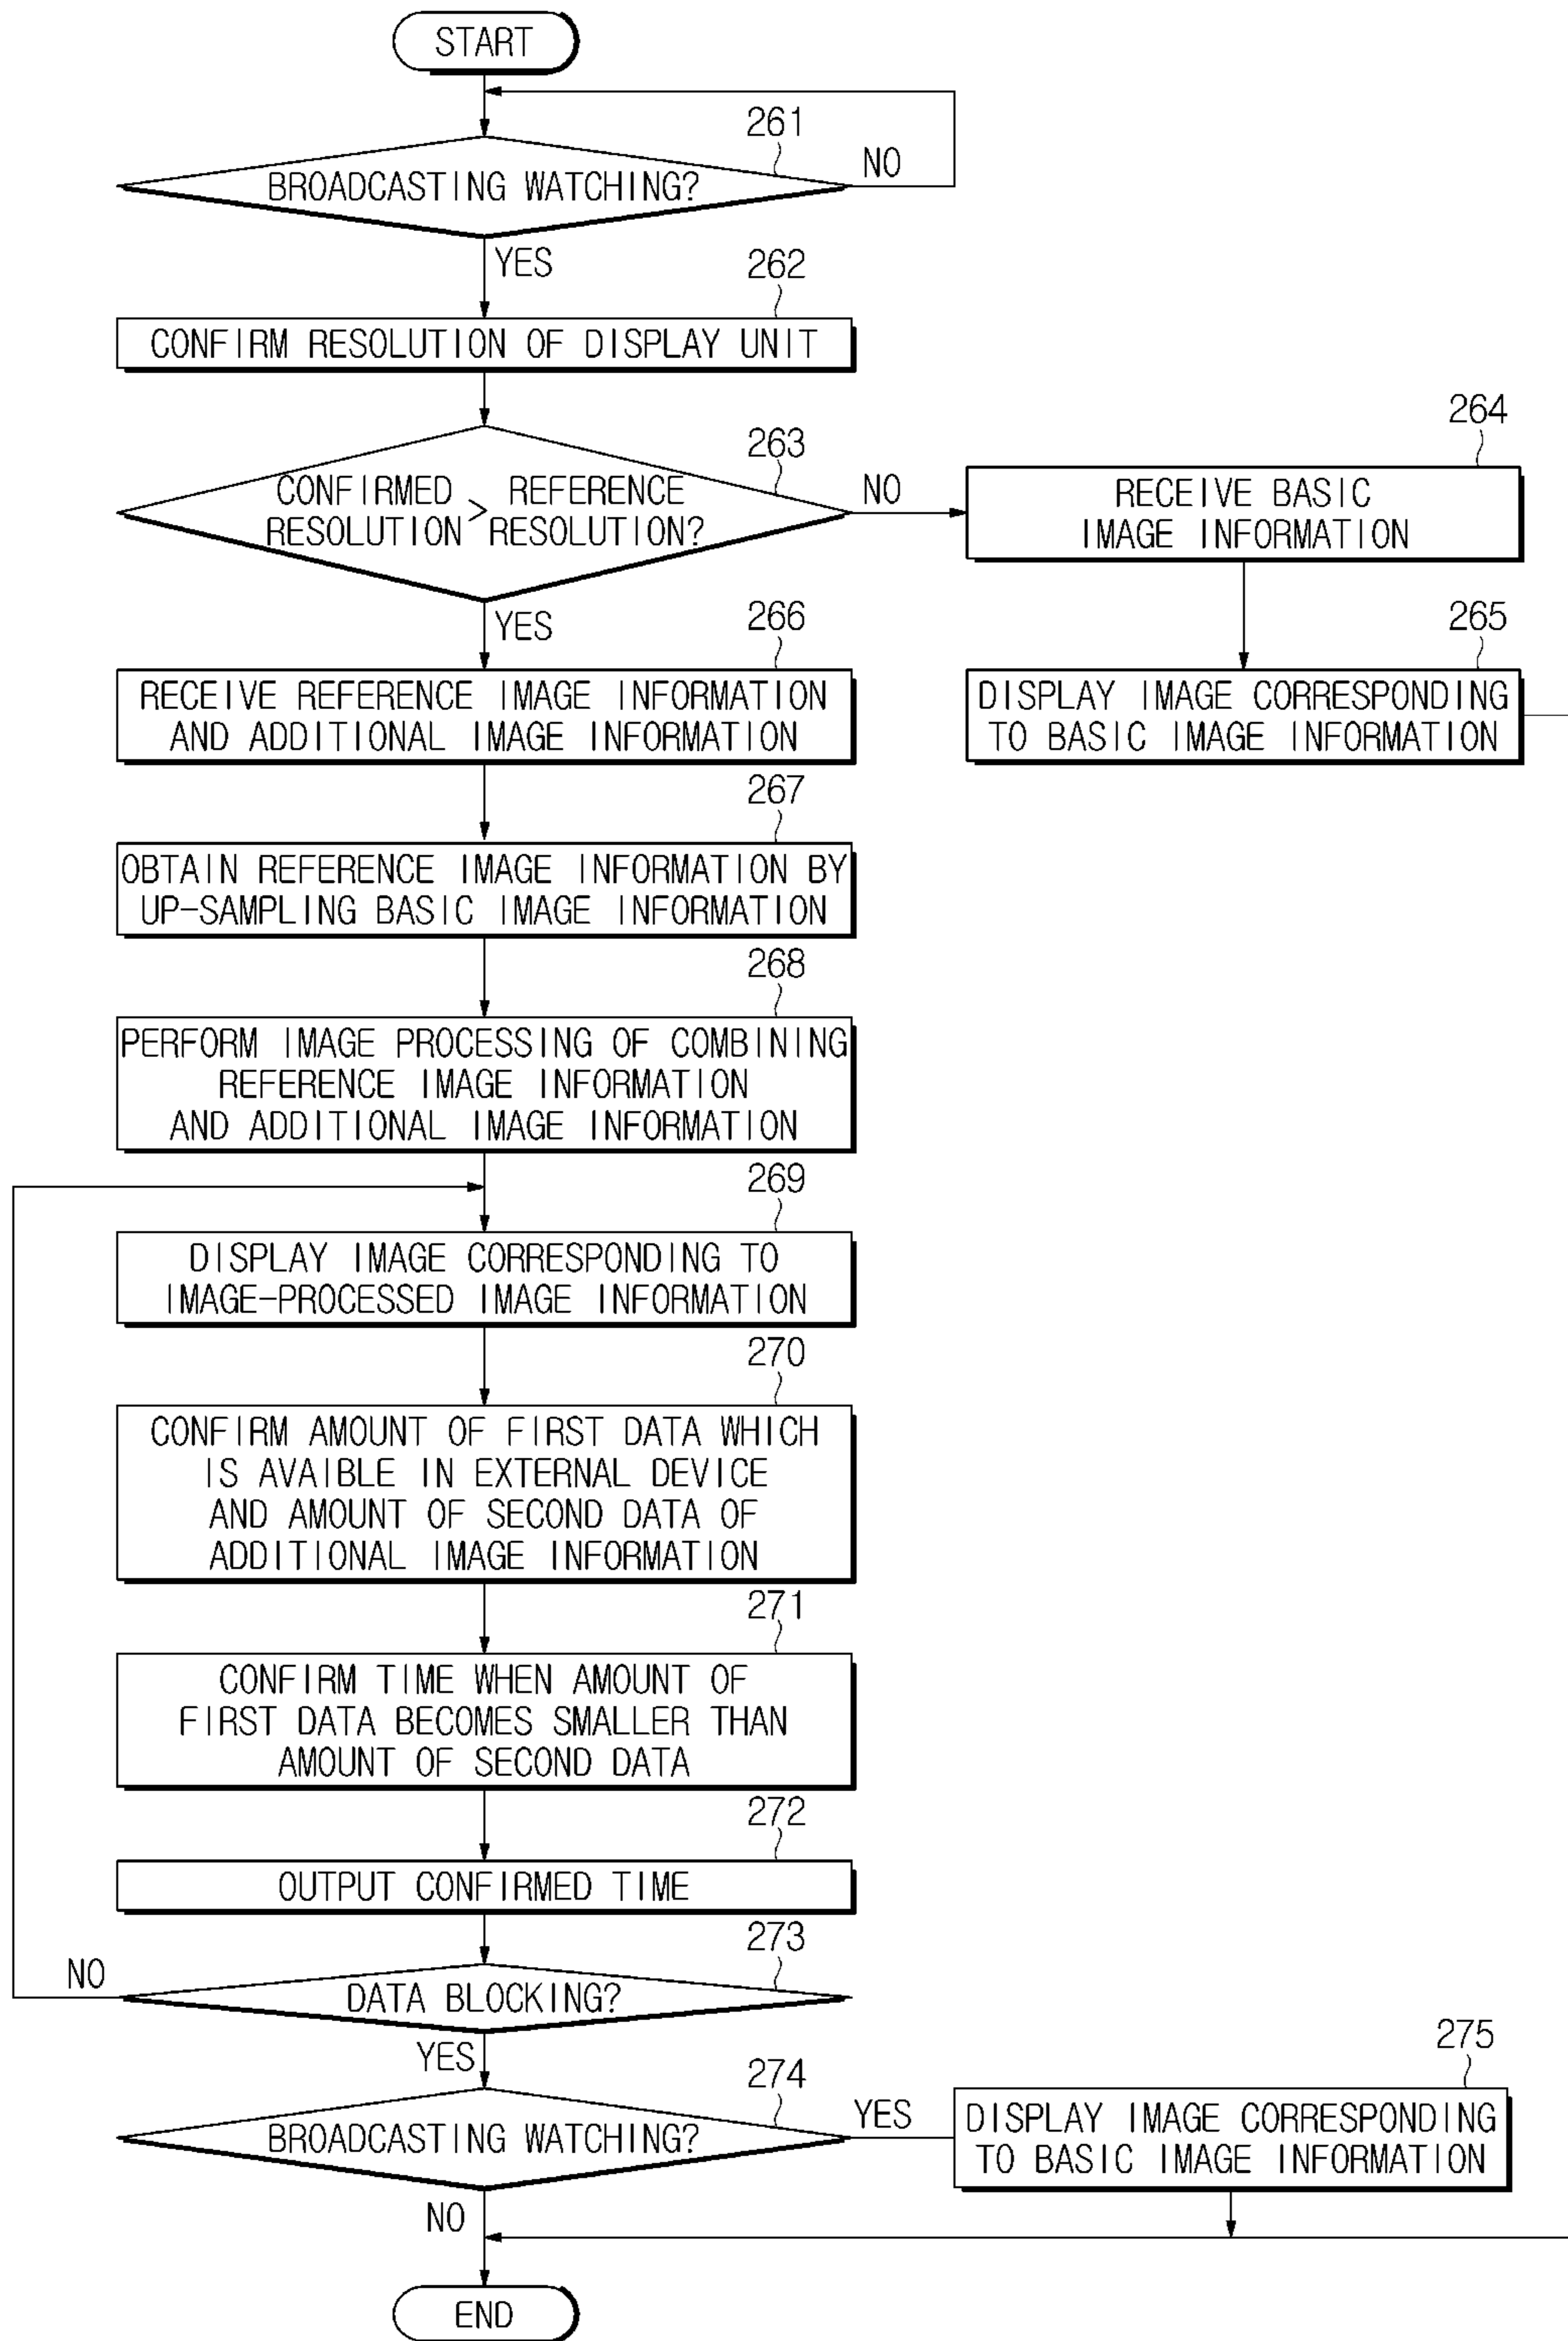 START
261
BROADCASTING WATCHING?
NO
YES
262
CONFIRM RESOLUTION OF DISPLAY UNIT
263
CONFIRMED > REFERENCE
RESOLUTION RESOLUTION?
NO
264
RECEIVE BASIC
IMAGE INFORMATION
YES
265
DISPLAY IMAGE CORRESPONDING
TO BASIC IMAGE INFORMATION
266
RECEIVE REFERENCE IMAGE INFORMATION
AND ADDITIONAL IMAGE INFORMATION
267
OBTAIN REFERENCE IMAGE INFORMATION BY
UP-SAMPLING BASIC IMAGE INFORMATION
268
PERFORM IMAGE PROCESSING OF COMBINING
REFERENCE IMAGE INFORMATION
AND ADDITIONAL IMAGE INFORMATION
269
DISPLAY IMAGE CORRESPONDING TO
IMAGE-PROCESSED IMAGE INFORMATION
270
CONFIRM AMOUNT OF FIRST DATA WHICH
IS AVAIBLE IN EXTERNAL DEVICE
AND AMOUNT OF SECOND DATA OF
ADDITIONAL IMAGE INFORMATION
271
CONFIRM TIME WHEN AMOUNT OF
FIRST DATA BECOMES SMALLER THAN
AMOUNT OF SECOND DATA
272
OUTPUT CONFIRMED TIME
273
NO
DATA BLOCKING?
YES
274
BROADCASTING WATCHING?
YES
275
DISPLAY IMAGE CORRESPONDING
TO BASIC IMAGE INFORMATION
NO
END